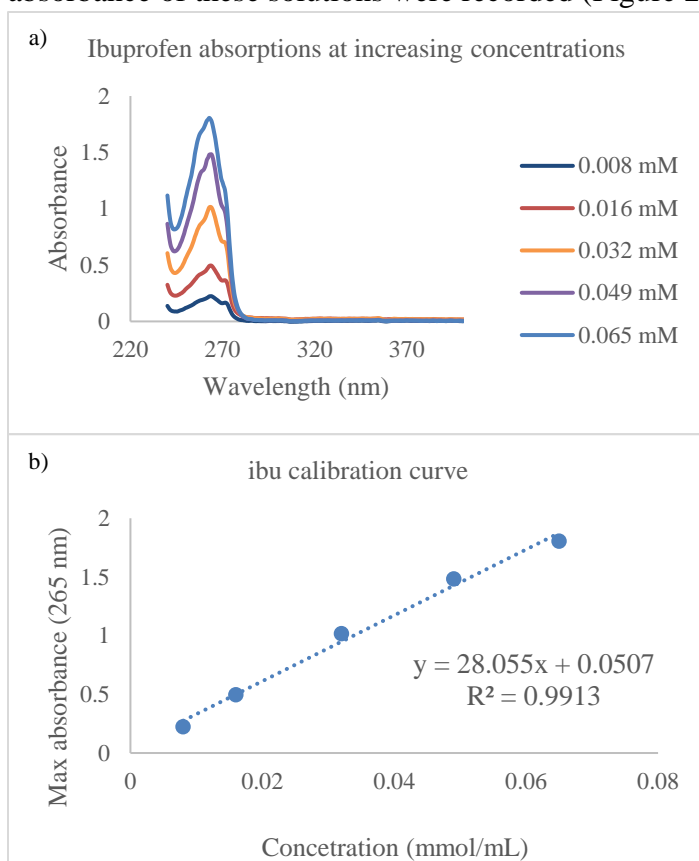 absorbance of these solutions were recorded (Figure 2
a)
Ibuprofen absorptions at increasing concentrations
2
1.5
1
0.5
0
Absorbance
220
270
320
370
Wavelength (nm)
0.008 mM
0.016 mM
0.032 mM
0.049 mM
0.065 mM
b)
ibu calibration curve
2
1.5
1
0.5
0
Max absorbance (265 nm)
y = 28.055x + 0.0507
R² = 0.9913
0
0.02
0.04
0.06
0.08
Concetration (mmol/mL)